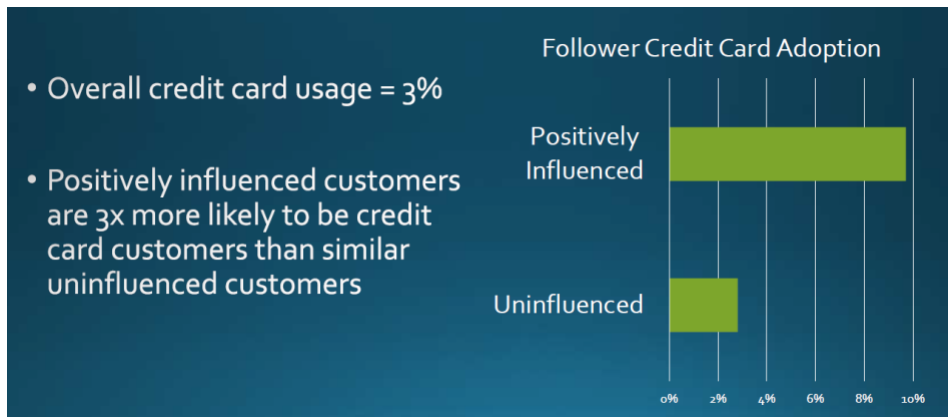 Follower Credit Card Adoption
• Overall credit card usage = 3%
• Positively influenced customers
are 3x more likely to be credit
card customers than similar
uninfluenced customers
Positively
Influenced
Uninfluenced
0% 2% 4% 6% 8% 10%